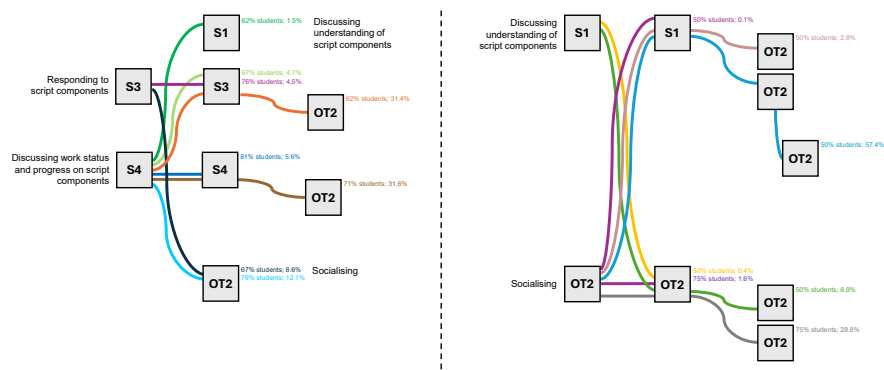 S1
62% students; 1.5%
Discussing
understanding of
script components
Responding to
script components
S3
S3
67% students; 4.7%
76% students; 4.5%
OT2
62% students; 31.4%
Discussing work status
and progress on script
components
S4
S4
81% students; 5.6%
OT2
71% students; 31.6%
OT2
67% students; 8.6%
76% students; 12.1%
Socialising
Discussing
understanding of
script components
S1
S1
50% students; 0.1%
OT2
50% students; 2.8%
OT2
OT2
50% students; 57.4%
Socialising
OT2
OT2
50% students; 0.4%
75% students; 1.6%
OT2
50% students; 8.9%
OT2
75% students; 28.8%